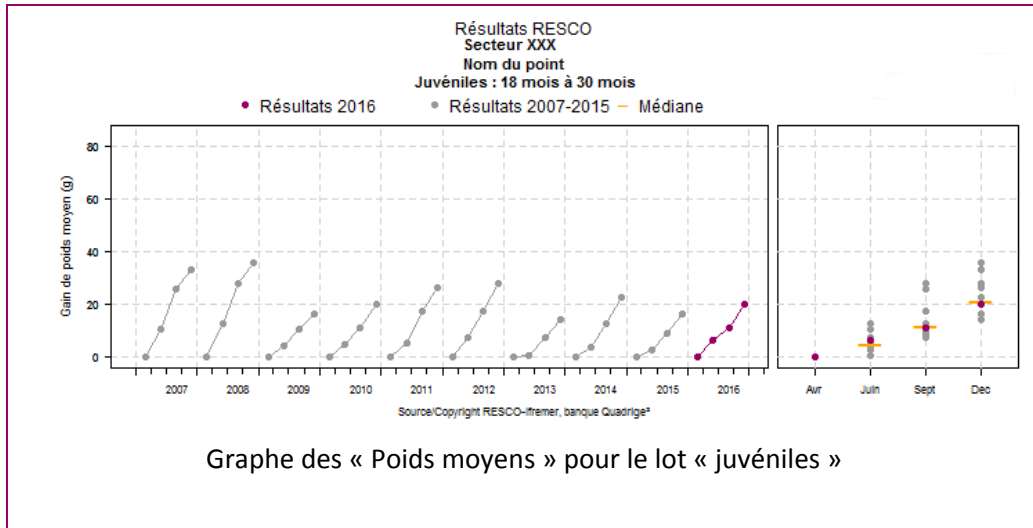 Résultats RESCO
Secteur XXX
Nom du point
Juvéniles : 18 mois à 30 mois
Résultats 2016 Résultats 2007-2015 Médiane
Gain de poids moyen (g)
80
60
40
20
0
2007 2008 2009 2010 2011 2012 2013 2014 2015 2016
Avr Juin Sept Dec
Source/Copyright RESCO-Ifremer, banque Quadrige²
Graphe des « Poids moyens » pour le lot « juvéniles »